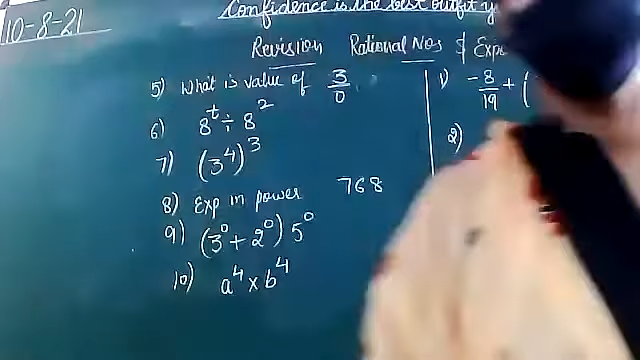 10-8-21
Confidence is the best outfit
Revision Rational Nos & Exp
5) What is value of 3/0
6) 8^t ÷ 8^2
7) (3^4)^3
8) Exp in power 768
9) (3^0 + 2^0) 5^0
10) a^4 × b^4
1) -8/19 + (
2)